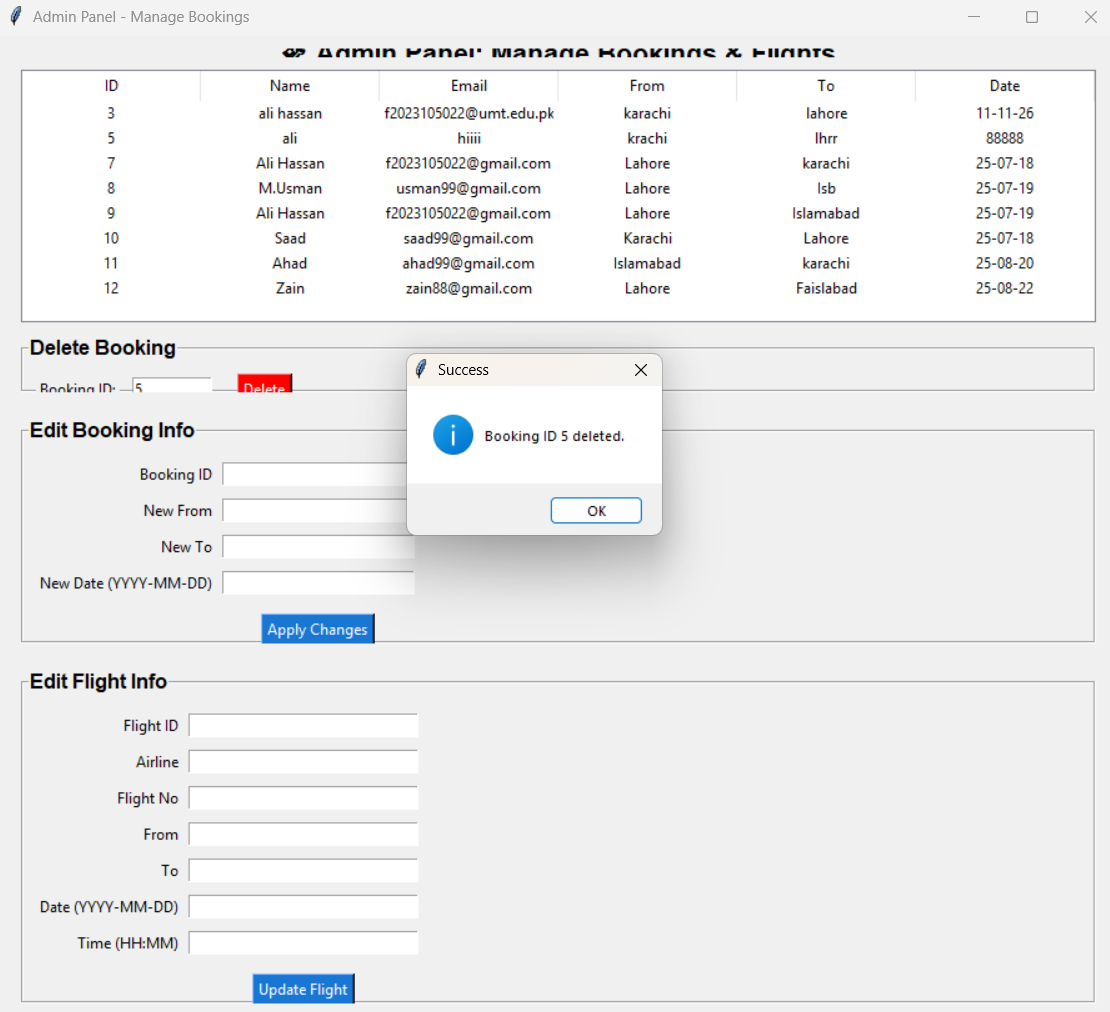 Admin Panel - Manage Bookings
Admin Panel: Manage Bookings & Flights
ID Name Email From To Date
3 ali hassan f2023105022@umt.edu.pk karachi lahore 11-11-26
5 ali hiiii krachi lhrr 88888
7 Ali Hassan f2023105022@gmail.com Lahore karachi 25-07-18
8 M.Usman usman99@gmail.com Lahore Isb 25-07-19
9 Ali Hassan f2023105022@gmail.com Lahore Islamabad 25-07-19
10 Saad saad99@gmail.com Karachi Lahore 25-07-18
11 Ahad ahad99@gmail.com Islamabad karachi 25-08-20
12 Zain zain88@gmail.com Lahore Faislabad 25-08-22
Delete Booking
Booking ID: 5 Delete
Success
Booking ID 5 deleted.
OK
Edit Booking Info
Booking ID
New From
New To
New Date (YYYY-MM-DD)
Apply Changes
Edit Flight Info
Flight ID
Airline
Flight No
From
To
Date (YYYY-MM-DD)
Time (HH:MM)
Update Flight